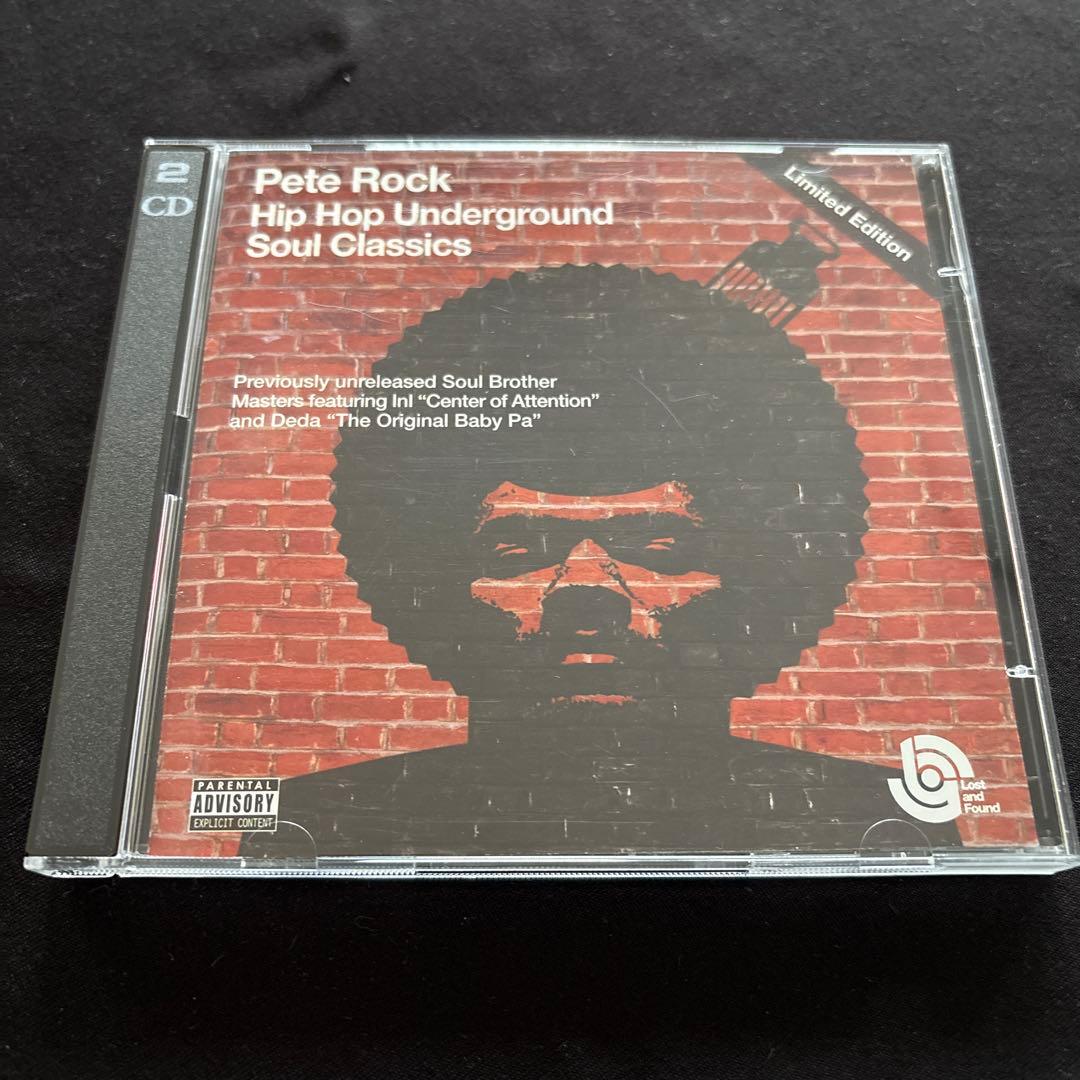 2
CD
Pete Rock
Hip Hop Underground
Soul Classics
Limited Edition
Previously unreleased Soul Brother
Masters featuring InI “Center of Attention”
and Deda “The Original Baby Pa”
PARENTAL
ADVISORY
EXPLICIT CONTENT
Lost
and
Found